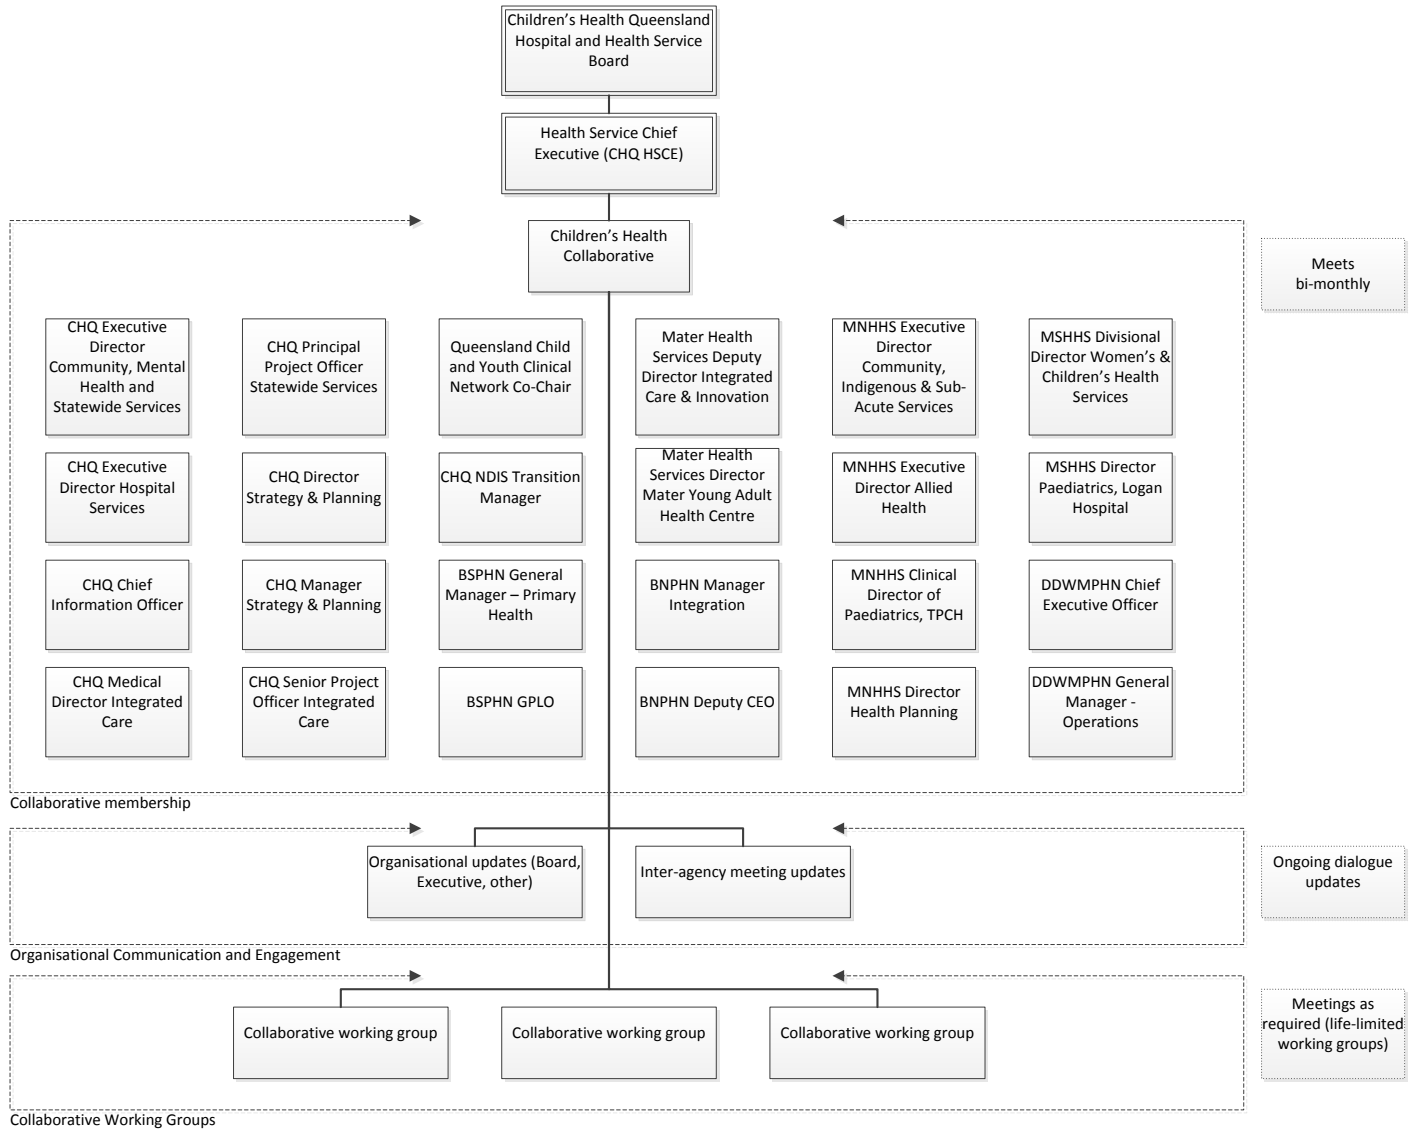 Children’s Health Queensland
Hospital and Health Service
Board
Health Service Chief
Executive (CHQ HSCE)
Children’s Health
Collaborative
Meets
bi-monthly
CHQ Executive
Director
Community, Mental
Health and
Statewide Services
CHQ Principal
Project Officer
Statewide Services
Queensland Child
and Youth Clinical
Network Co-Chair
Mater Health
Services Deputy
Director Integrated
Care & Innovation
MNHHS Executive
Director
Community,
Indigenous & Sub-
Acute Services
MSHHS Divisional
Director Women’s &
Children’s Health
Services
CHQ Executive
Director Hospital
Services
CHQ Director
Strategy & Planning
CHQ NDIS Transition
Manager
Mater Health
Services Director
Mater Young Adult
Health Centre
MNHHS Executive
Director Allied
Health
MSHHS Director
Paediatrics, Logan
Hospital
CHQ Chief
Information Officer
CHQ Manager
Strategy & Planning
BSPHN General
Manager – Primary
Health
BNPHN Manager
Integration
MNHHS Clinical
Director of
Paediatrics, TPCH
DDWMPHN Chief
Executive Officer
CHQ Medical
Director Integrated
Care
CHQ Senior Project
Officer Integrated
Care
BSPHN GPLO
BNPHN Deputy CEO
MNHHS Director
Health Planning
DDWMPHN General
Manager -
Operations
Collaborative membership
Organisational updates (Board,
Executive, other)
Inter-agency meeting updates
Ongoing dialogue
updates
Organisational Communication and Engagement
Collaborative working group
Collaborative working group
Collaborative working group
Meetings as
required (life-limited
working groups)
Collaborative Working Groups